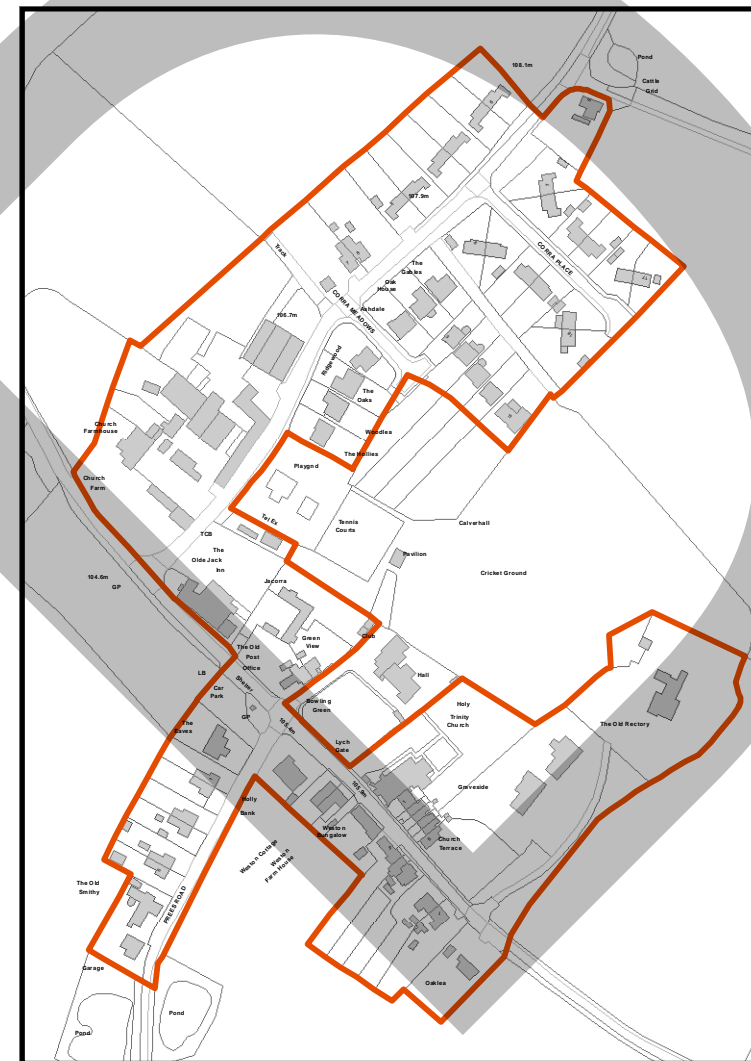 108.1m
Pond
Cattle
Grid
107.9m
CORRA PLACE
Track
The
Gables
Oak
House
Ashdale
CORRA MEADOWS
106.7m
Ridgewood
The
Oaks
Church
Farmhouse
Woodlea
The Hollies
Playgnd
Church
Farm
Tel Ex
Tennis
Courts
Calverhall
TCB
The
Olde Jack
Inn
Pavilion
Cricket Ground
104.6m
GP
Jacorra
Green
View
Club
The Old
Post
Office
LB
Shelter
Car
Park
Hall
Bowling
Green
Holy
Trinity
Church
The Old Rectory
GP
105.4m
The
Eaves
Lych
Gate
105.8m
Graveside
Holly
Bank
Weston
Bungalow
Church
Terrace
Weston Cottage
Weston
Farm House
The Old
Smithy
PREES ROAD
Garage
Oaklea
Pond
Pond